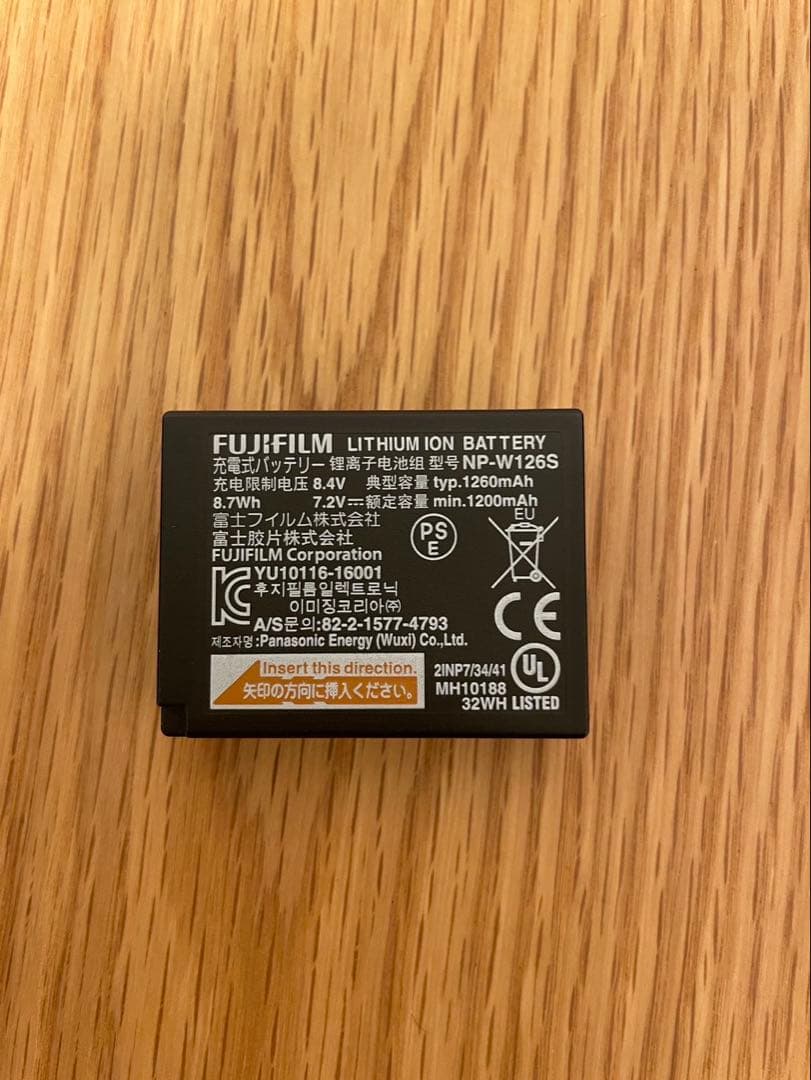 FUJIFILM LITHIUM ION BATTERY
充電式バッテリー 锂离子电池组 型号 NP-W126S
充电限制电压 8.4V 典型容量 typ.1260mAh
8.7Wh 7.2V⎓额定容量 min.1200mAh
富士フイルム株式会社
富士胶片株式会社
FUJIFILM Corporation
PS
E
EU
YU10116-16001
후지필름일렉트로닉
이미징코리아㈜
A/S문의:82-2-1577-4793
제조자명:Panasonic Energy (Wuxi) Co.,Ltd.
CE
Insert this direction.
矢印の方向に挿入ください。
2INP7/34/41
MH10188
32WH
UL
LISTED